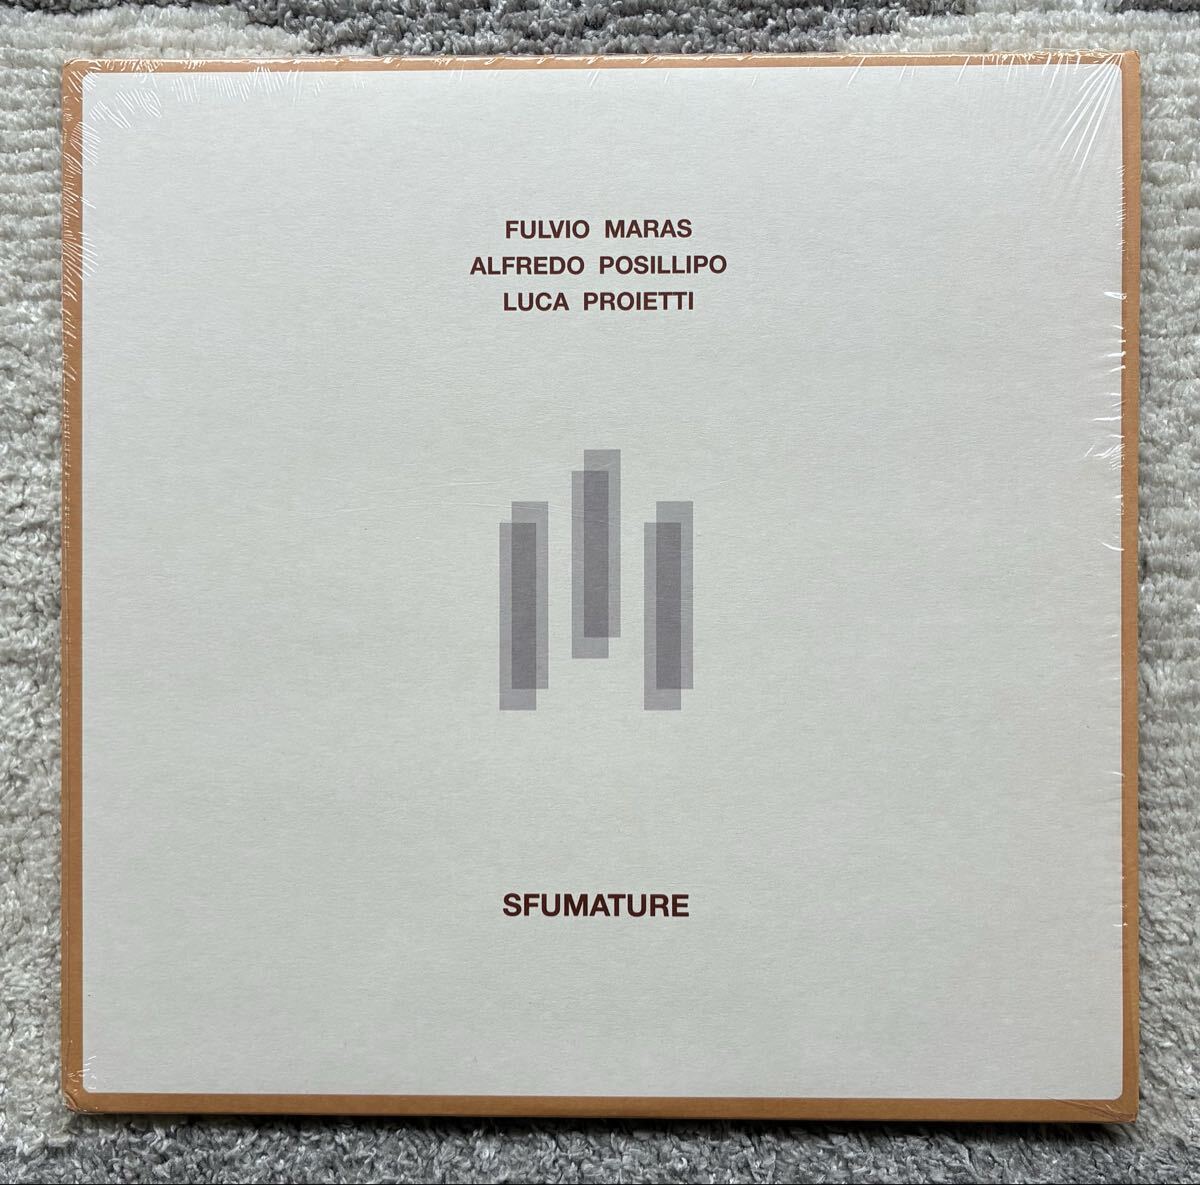 FULVIO MARAS
ALFREDO POSILLIPO
LUCA PROIETTI
SFUMATURE